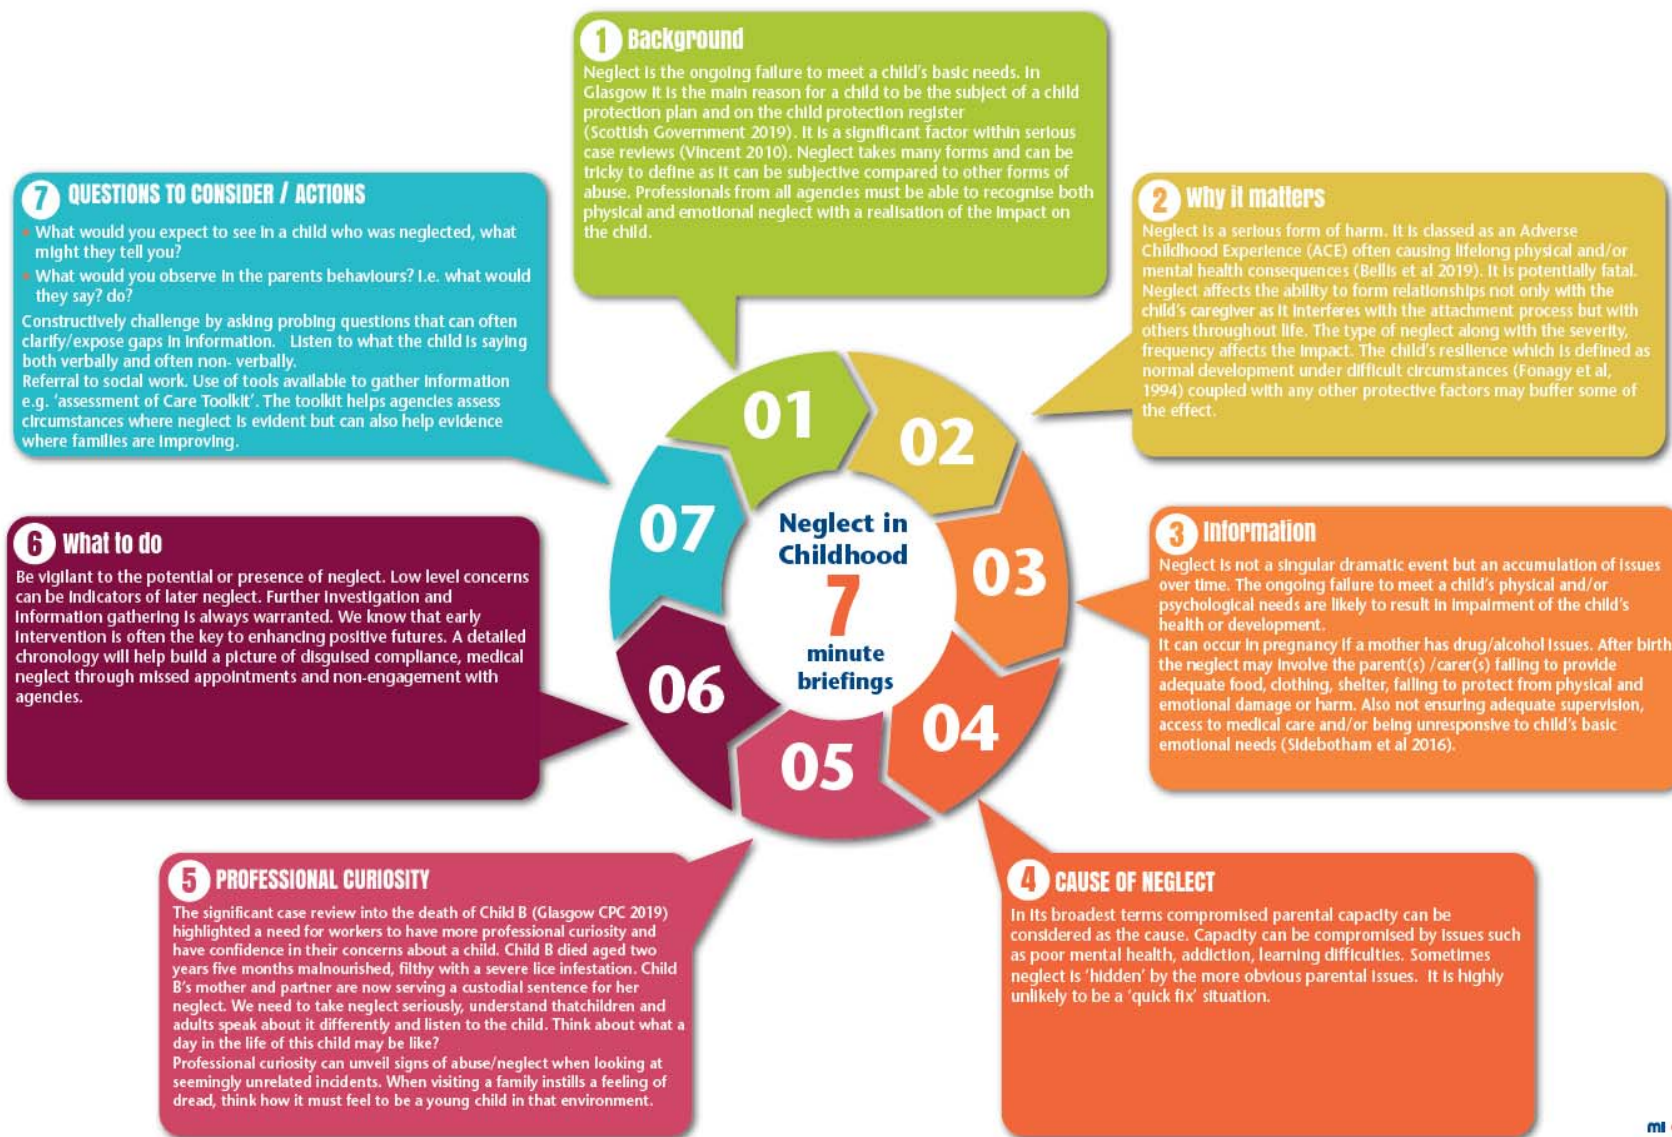 1 Background
Neglect is the ongoing failure to meet a child's basic needs. In
Glasgow it is the main reason for a child to be the subject of a child
protection plan and on the child protection register
(Scottish Government 2019). It is a significant factor within serious
case reviews (Vincent 2010). Neglect takes many forms and can be
tricky to define as it can be subjective compared to other forms of
abuse. Professionals from all agencies must be able to recognise both
physical and emotional neglect with a realisation of the impact on
the child.
2 Why it matters
Neglect is a serious form of harm. It is classed as an Adverse
Childhood Experience (ACE) often causing lifelong physical and/or
mental health consequences (Bellis et al 2019). It is potentially fatal.
Neglect affects the ability to form relationships not only with the
child's caregiver as it interferes with the attachment process but with
others throughout life. The type of neglect along with the severity,
frequency affects the impact. The child's resilience which is defined as
normal development under difficult circumstances (Fonagy et al,
1994) coupled with any other protective factors may buffer some of
the effect.
3 Information
Neglect is not a singular dramatic event but an accumulation of issues
over time. The ongoing failure to meet a child's physical and/or
psychological needs are likely to result in impairment of the child's
health or development.
It can occur in pregnancy if a mother has drug/alcohol issues. After birth
the neglect may involve the parent(s) /carer(s) failing to provide
adequate food, clothing, shelter, failing to protect from physical and
emotional damage or harm. Also not ensuring adequate supervision,
access to medical care and/or being unresponsive to child's basic
emotional needs (Sidebotham et al 2016).
4 CAUSE OF NEGLECT
In its broadest terms compromised parental capacity can be
considered as the cause. Capacity can be compromised by issues such
as poor mental health, addiction, learning difficulties. Sometimes
neglect is 'hidden' by the more obvious parental issues.  It is highly
unlikely to be a 'quick fix' situation.
5 PROFESSIONAL CURIOSITY
The significant case review into the death of Child B (Glasgow CPC 2019)
highlighted a need for workers to have more professional curiosity and
have confidence in their concerns about a child. Child B died aged two
years five months malnourished, filthy with a severe lice infestation. Child
B's mother and partner are now serving a custodial sentence for her
neglect. We need to take neglect seriously, understand thatchildren and
adults speak about it differently and listen to the child. Think about what a
day in the life of this child may be like?
Professional curiosity can unveil signs of abuse/neglect when looking at
seemingly unrelated incidents. When visiting a family instills a feeling of
dread, think how it must feel to be a young child in that environment.
6 What to do
Be vigilant to the potential or presence of neglect. Low level concerns
can be indicators of later neglect. Further investigation and
information gathering is always warranted. We know that early
intervention is often the key to enhancing positive futures. A detailed
chronology will help build a picture of disguised compliance, medical
neglect through missed appointments and non-engagement with
agencies.
7 QUESTIONS TO CONSIDER / ACTIONS
• What would you expect to see in a child who was neglected, what
might they tell you?
• What would you observe in the parents behaviours? i.e. what would
they say? do?
Constructively challenge by asking probing questions that can often
clarify/expose gaps in information.   Listen to what the child is saying
both verbally and often non- verbally.
Referral to social work. Use of tools available to gather information
e.g. 'assessment of Care Toolkit'. The toolkit helps agencies assess
circumstances where neglect is evident but can also help evidence
where families are improving.
01
02
03
04
05
06
07
Neglect in
Childhood
7
minute
briefings